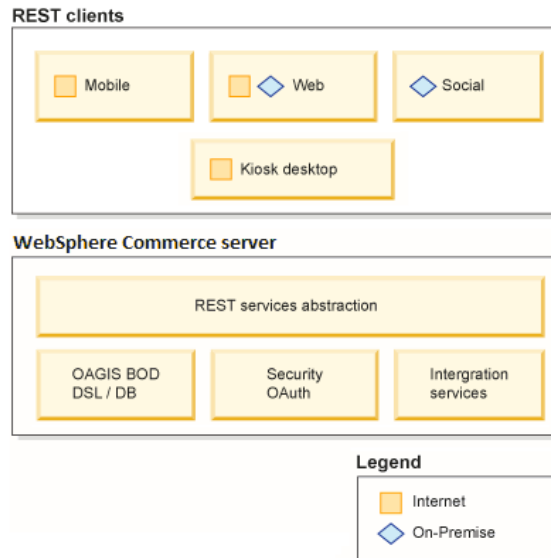 REST clients
Mobile
Web
Social
Kiosk desktop
WebSphere Commerce server
REST services abstraction
OAGIS BOD
DSL / DB
Security
OAuth
Intergration
services
Legend
Internet
On-Premise